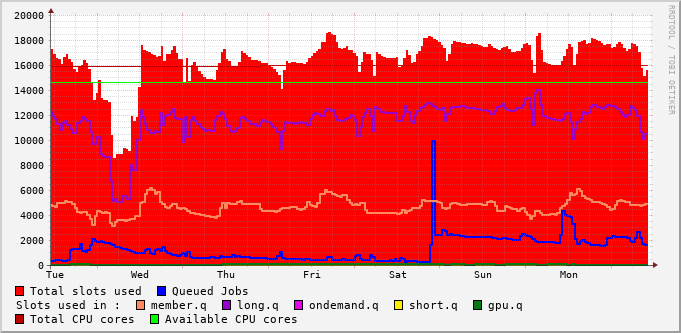 RRDTOOL / TOBI OETIKER
20000
18000
16000
14000
12000
10000
8000
6000
4000
2000
0
Tue Wed Thu Fri Sat Sun Mon
Total slots used Queued Jobs
Slots used in : member.q long.q ondemand.q short.q gpu.q
Total CPU cores Available CPU cores